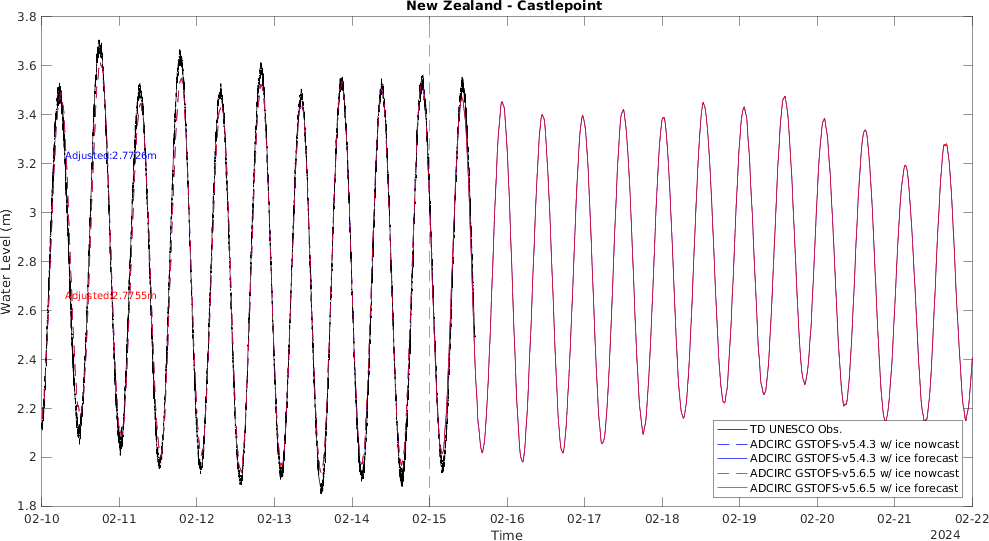 New Zealand - Castlepoint
3.8
3.6
3.4
3.2
3
2.8
2.6
2.4
2.2
2
1.8
Water Level (m)
Adjusted:2.7726m
Adjusted:2.7755m
TD UNESCO Obs.
ADCIRC GSTOFS-v5.4.3 w/ ice nowcast
ADCIRC GSTOFS-v5.4.3 w/ ice forecast
ADCIRC GSTOFS-v5.6.5 w/ ice nowcast
ADCIRC GSTOFS-v5.6.5 w/ ice forecast
02-10 02-11 02-12 02-13 02-14 02-15 02-16 02-17 02-18 02-19 02-20 02-21 02-22
Time
2024